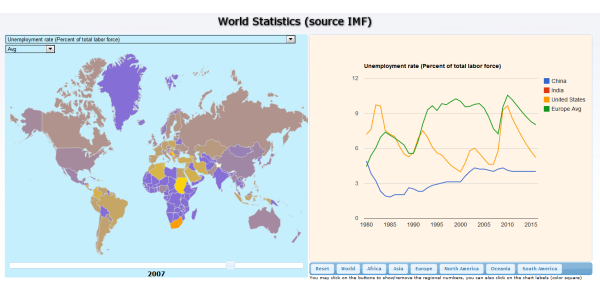 World Statistics (source IMF)
Unemployment rate (Percent of total labor force)
Avg
2007
Unemployment rate (Percent of total labor force)
12
9
6
3
0
1980 1985 1990 1995 2000 2005 2010 2015
China
India
United States
Europe Avg
Reset World Africa Asia Europe North America Oceania South America
You may click on the buttons to show/remove the regional numbers, you can also click on the chart labels (color square)